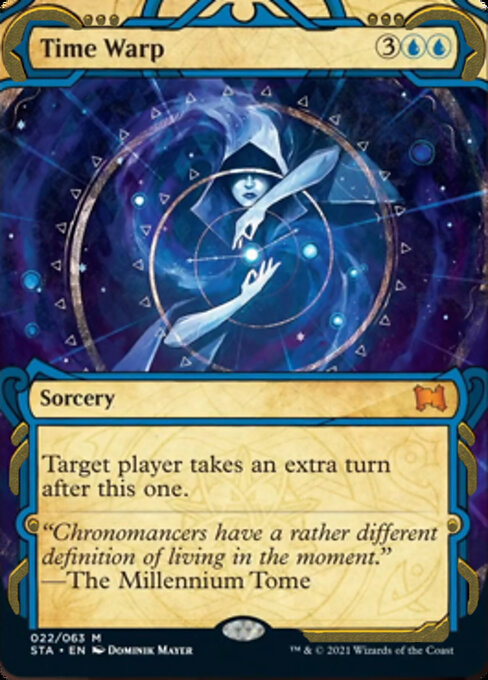 Time Warp 3
Sorcery
Target player takes an extra turn
after this one.
“Chronomancers have a rather different
definition of living in the moment.”
—The Millennium Tome
022/063 M
STA • EN Dominik Mayer
™ & © 2021 Wizards of the Coast